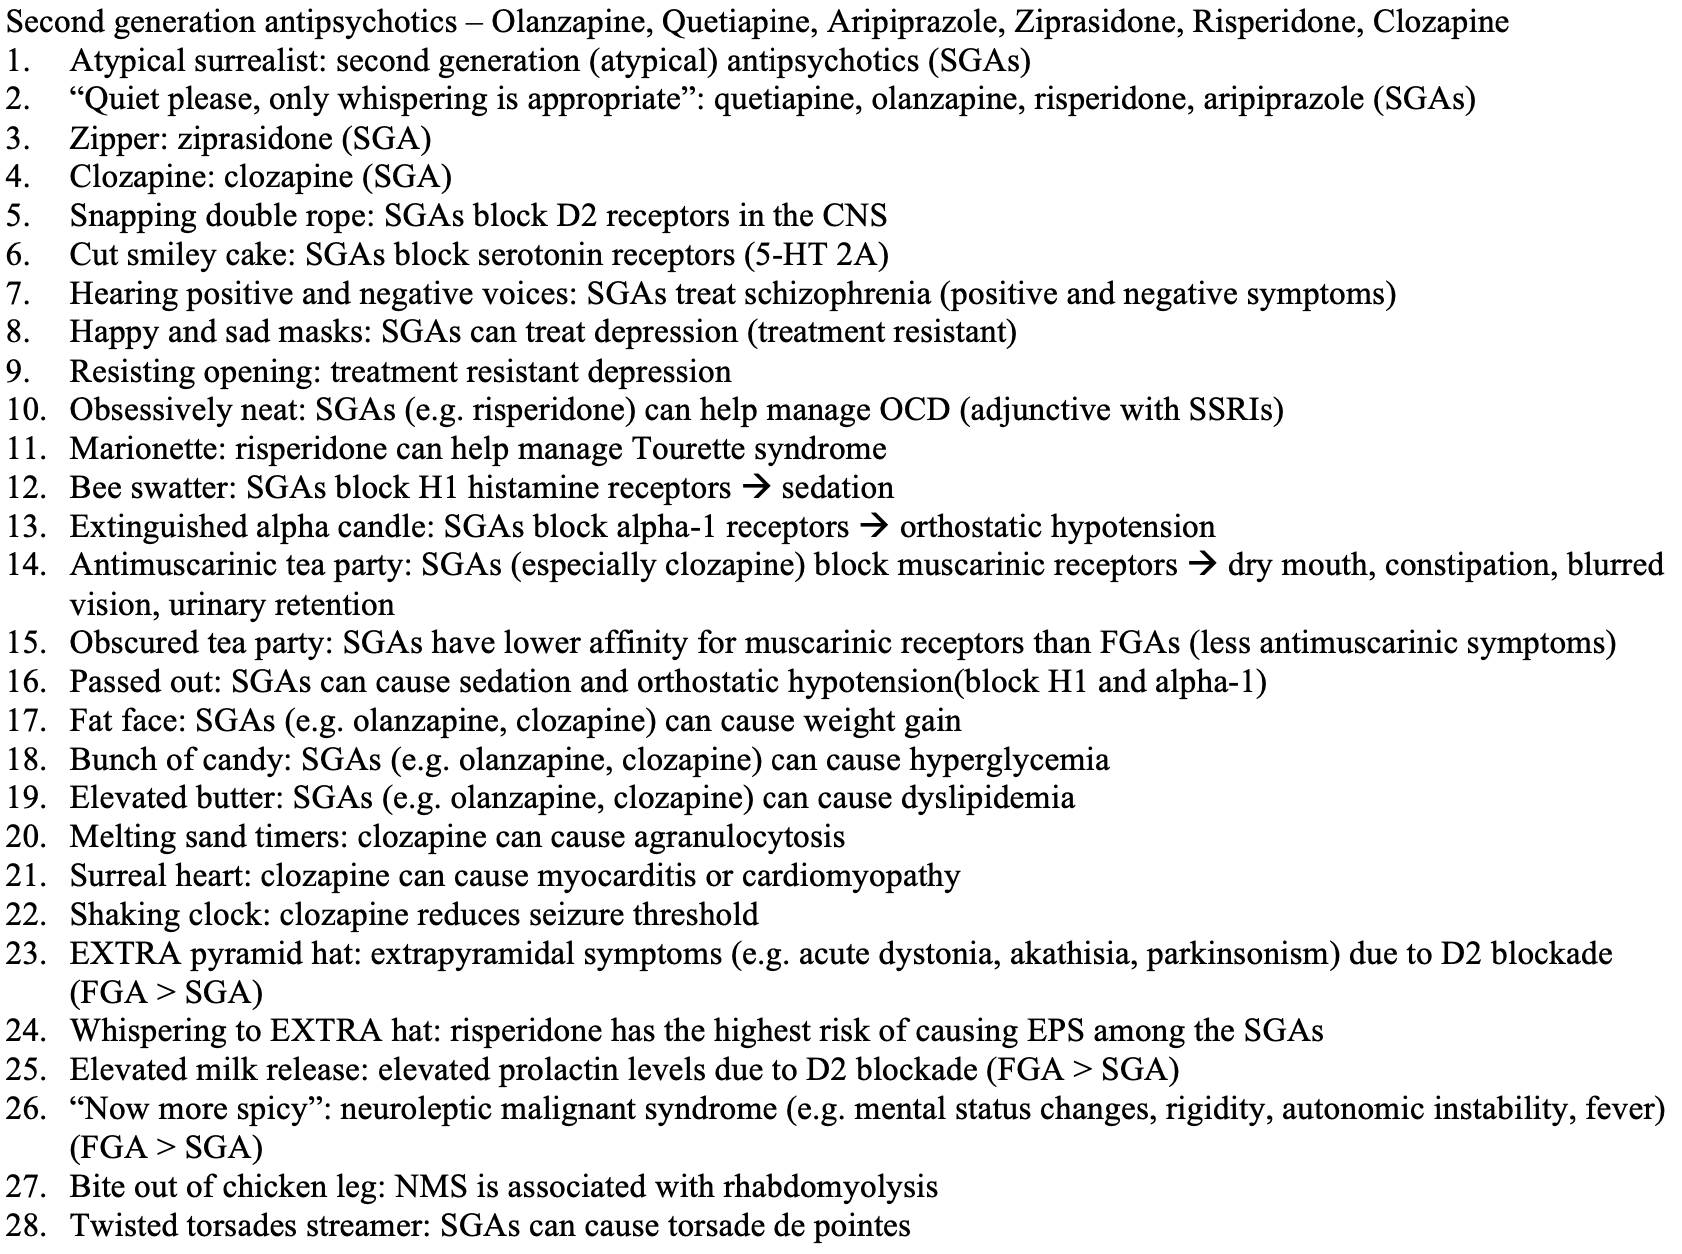 Second generation antipsychotics – Olanzapine, Quetiapine, Aripiprazole, Ziprasidone, Risperidone, Clozapine
1. Atypical surrealist: second generation (atypical) antipsychotics (SGAs)
2. “Quiet please, only whispering is appropriate”: quetiapine, olanzapine, risperidone, aripiprazole (SGAs)
3. Zipper: ziprasidone (SGA)
4. Clozapine: clozapine (SGA)
5. Snapping double rope: SGAs block D2 receptors in the CNS
6. Cut smiley cake: SGAs block serotonin receptors (5-HT 2A)
7. Hearing positive and negative voices: SGAs treat schizophrenia (positive and negative symptoms)
8. Happy and sad masks: SGAs can treat depression (treatment resistant)
9. Resisting opening: treatment resistant depression
10. Obsessively neat: SGAs (e.g. risperidone) can help manage OCD (adjunctive with SSRIs)
11. Marionette: risperidone can help manage Tourette syndrome
12. Bee swatter: SGAs block H1 histamine receptors → sedation
13. Extinguished alpha candle: SGAs block alpha-1 receptors → orthostatic hypotension
14. Antimuscarinic tea party: SGAs (especially clozapine) block muscarinic receptors → dry mouth, constipation, blurred
vision, urinary retention
15. Obscured tea party: SGAs have lower affinity for muscarinic receptors than FGAs (less antimuscarinic symptoms)
16. Passed out: SGAs can cause sedation and orthostatic hypotension(block H1 and alpha-1)
17. Fat face: SGAs (e.g. olanzapine, clozapine) can cause weight gain
18. Bunch of candy: SGAs (e.g. olanzapine, clozapine) can cause hyperglycemia
19. Elevated butter: SGAs (e.g. olanzapine, clozapine) can cause dyslipidemia
20. Melting sand timers: clozapine can cause agranulocytosis
21. Surreal heart: clozapine can cause myocarditis or cardiomyopathy
22. Shaking clock: clozapine reduces seizure threshold
23. EXTRA pyramid hat: extrapyramidal symptoms (e.g. acute dystonia, akathisia, parkinsonism) due to D2 blockade
(FGA > SGA)
24. Whispering to EXTRA hat: risperidone has the highest risk of causing EPS among the SGAs
25. Elevated milk release: elevated prolactin levels due to D2 blockade (FGA > SGA)
26. “Now more spicy”: neuroleptic malignant syndrome (e.g. mental status changes, rigidity, autonomic instability, fever)
(FGA > SGA)
27. Bite out of chicken leg: NMS is associated with rhabdomyolysis
28. Twisted torsades streamer: SGAs can cause torsade de pointes